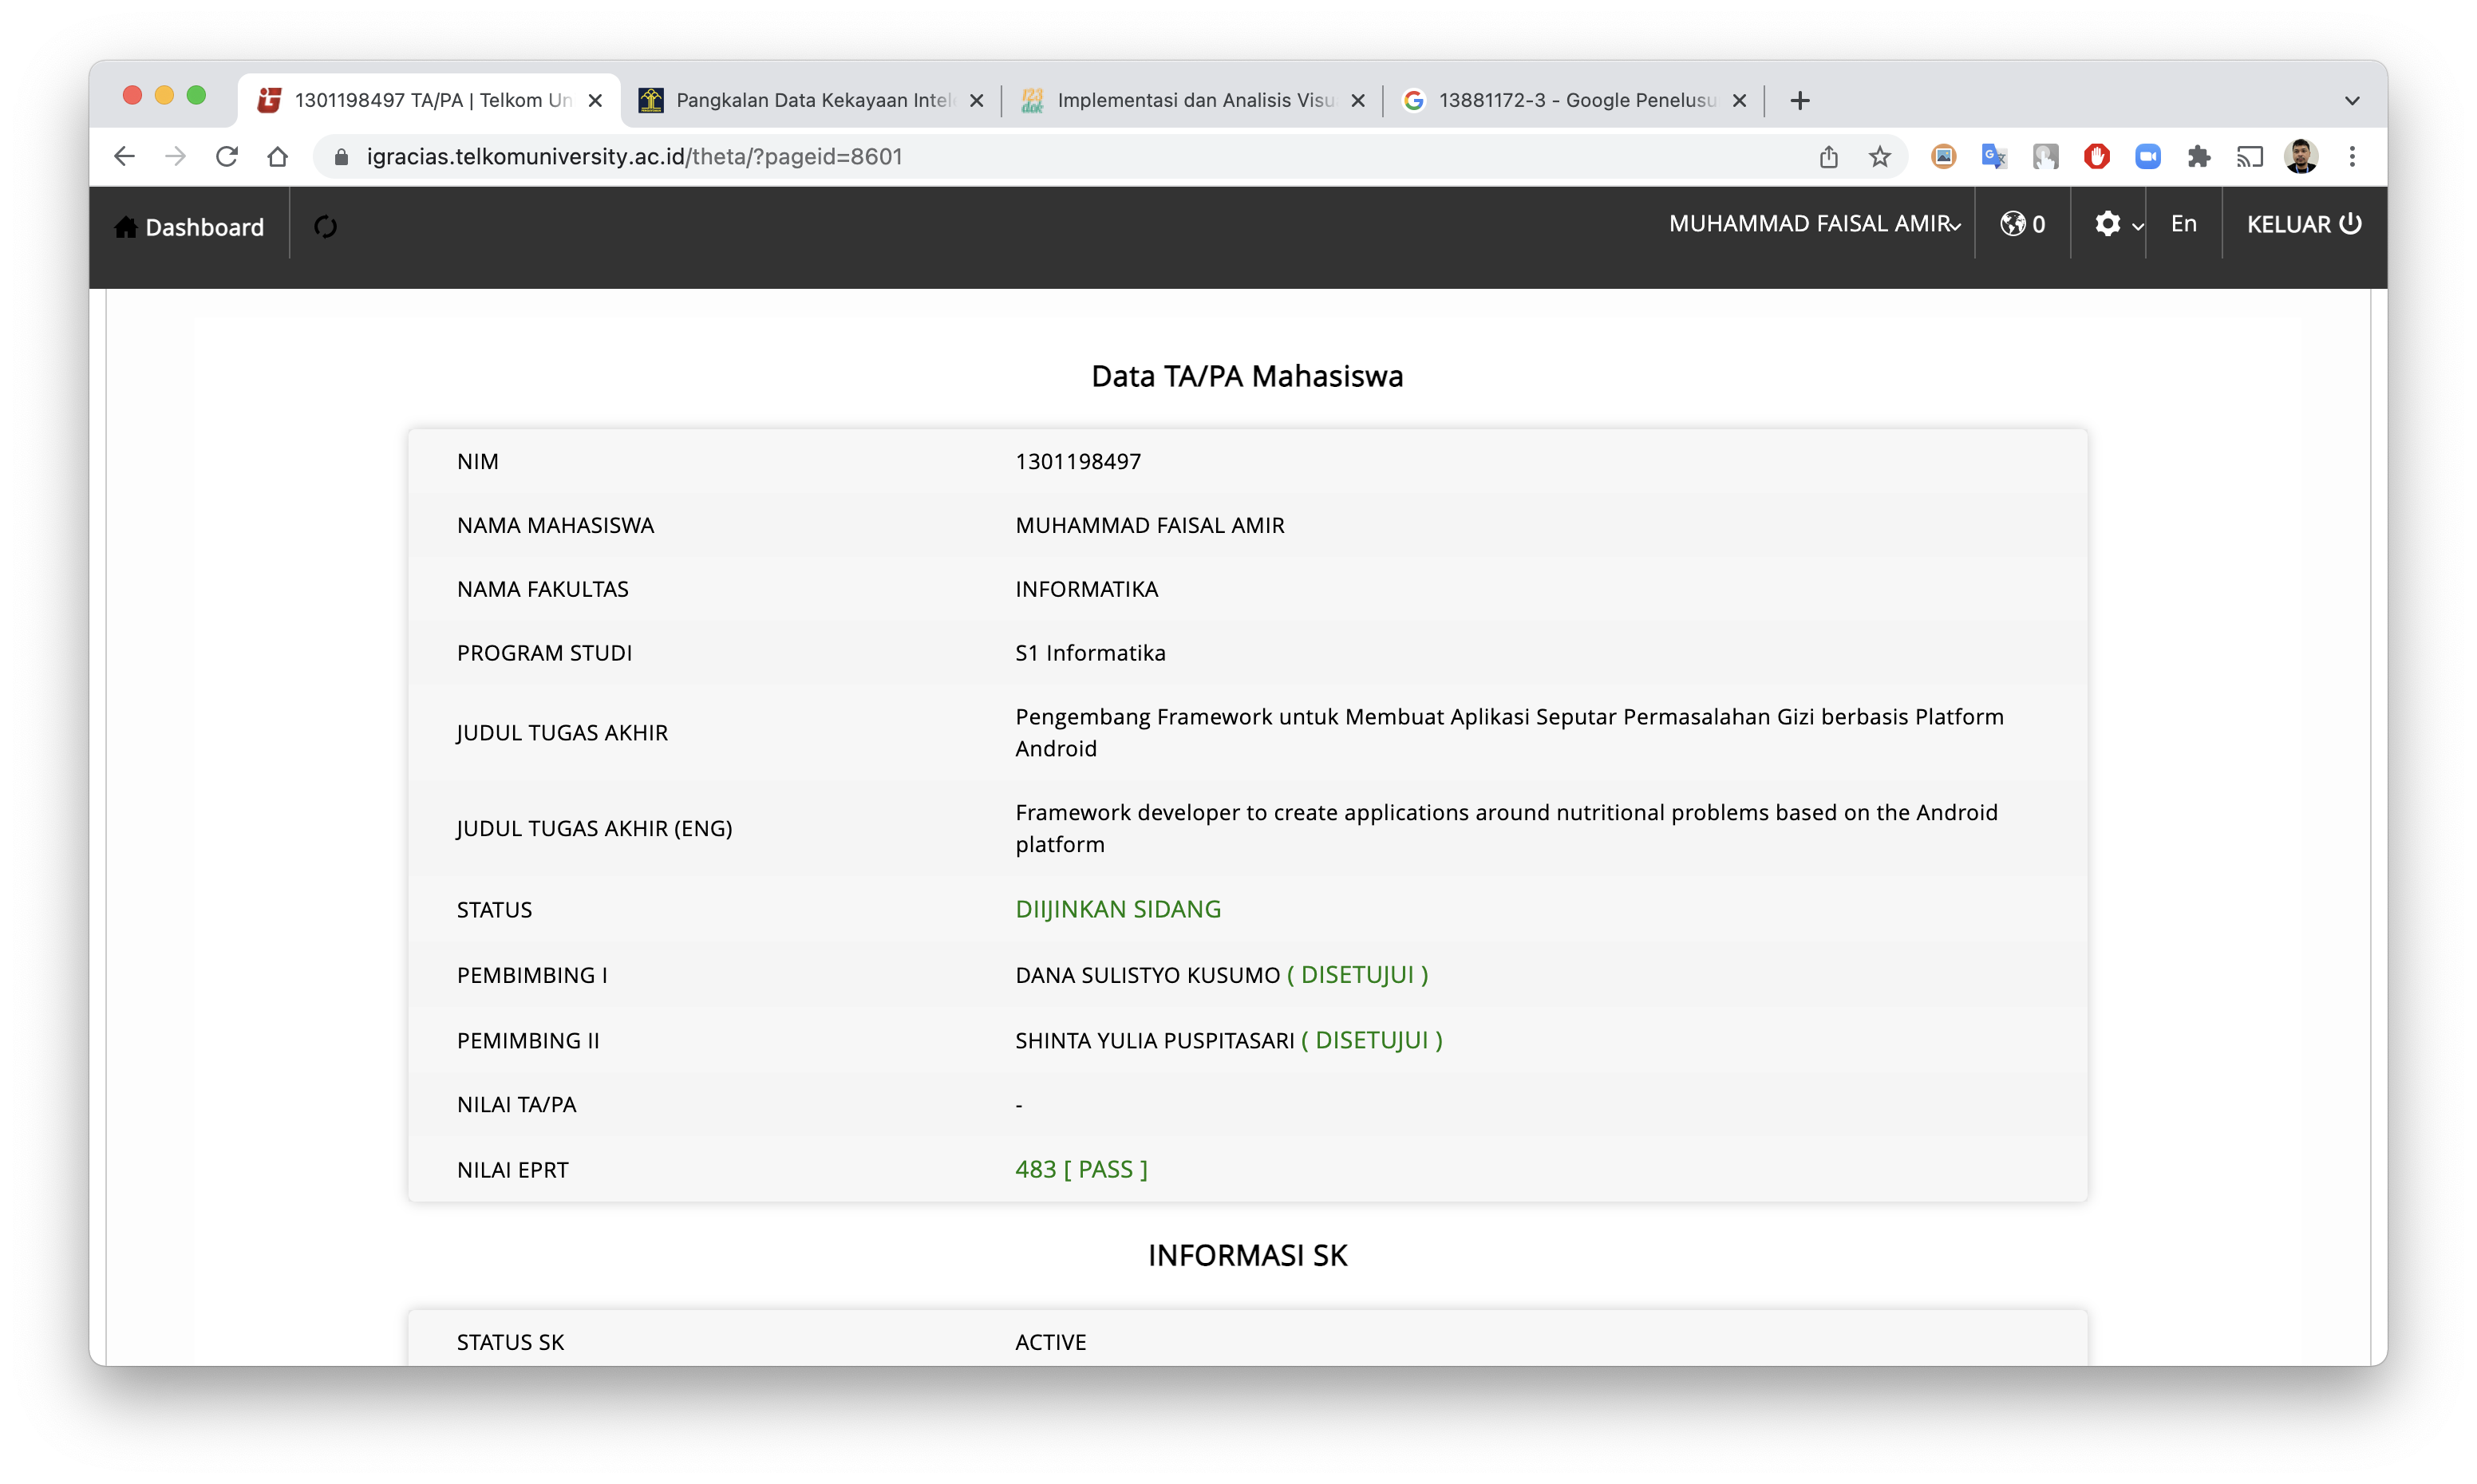 1301198497 TA/PA | Telkom Un
Pangkalan Data Kekayaan Intel
123 dok
Implementasi dan Analisis Visu
13881172-3 - Google Penelusu
igracias.telkomuniversity.ac.id/theta/?pageid=8601
Dashboard
MUHAMMAD FAISAL AMIR
0
En
KELUAR
Data TA/PA Mahasiswa
NIM 1301198497
NAMA MAHASISWA MUHAMMAD FAISAL AMIR
NAMA FAKULTAS INFORMATIKA
PROGRAM STUDI S1 Informatika
JUDUL TUGAS AKHIR Pengembang Framework untuk Membuat Aplikasi Seputar Permasalahan Gizi berbasis Platform
Android
JUDUL TUGAS AKHIR (ENG) Framework developer to create applications around nutritional problems based on the Android
platform
STATUS DIIJINKAN SIDANG
PEMBIMBING I DANA SULISTYO KUSUMO ( DISETUJUI )
PEMIMBING II SHINTA YULIA PUSPITASARI ( DISETUJUI )
NILAI TA/PA -
NILAI EPRT 483 [ PASS ]
INFORMASI SK
STATUS SK ACTIVE